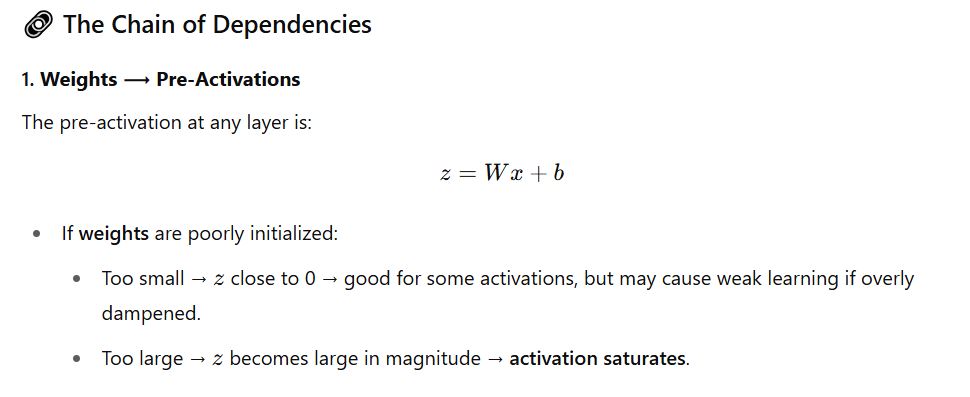 The Chain of Dependencies
1. Weights ⟶ Pre-Activations
The pre-activation at any layer is:
z = Wx + b
If weights are poorly initialized:
Too small → z close to 0 → good for some activations, but may cause weak learning if overly
dampened.
Too large → z becomes large in magnitude → activation saturates.